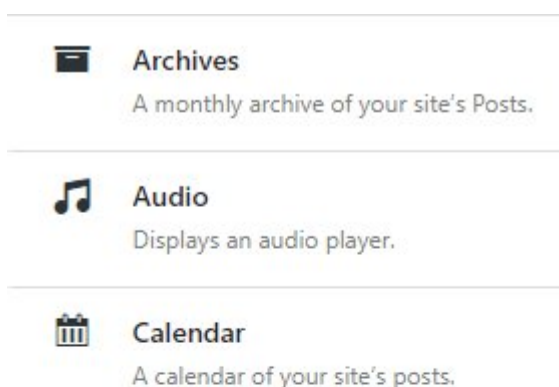 Archives
A monthly archive of your site's Posts.
Audio
Displays an audio player.
Calendar
A calendar of your site's posts.